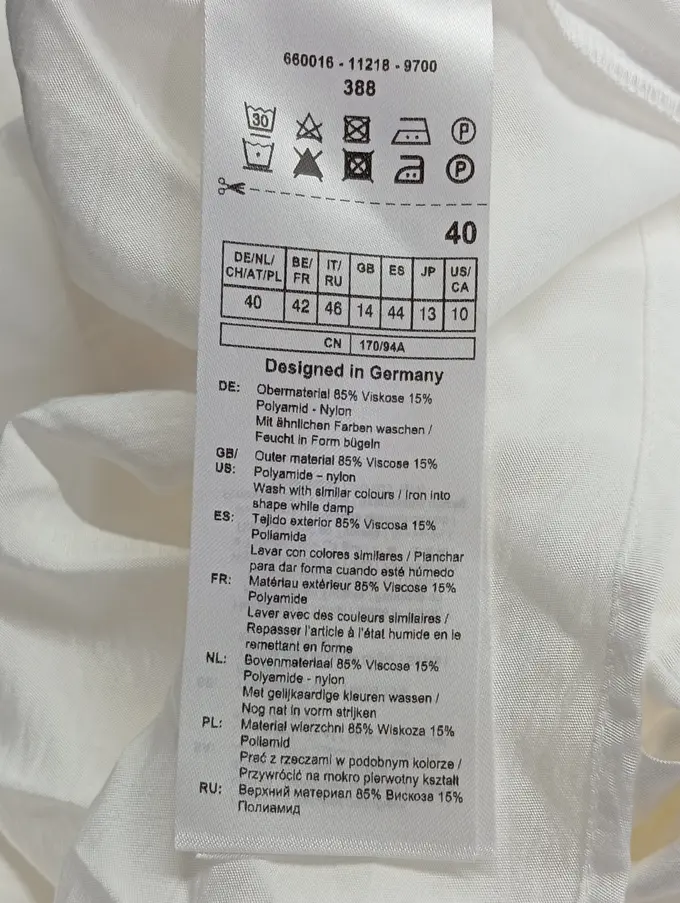 660016 - 11218 - 9700
388
30
P
P
40
DE/NL/ CH/AT/PL BE/ FR IT/ RU GB ES JP US/ CA
40 42 46 14 44 13 10
CN 170/94A
Designed in Germany
DE: Obermaterial 85% Viskose 15%
Polyamid - Nylon
Mit ähnlichen Farben waschen /
Feucht in Form bügeln
GB/ Outer material 85% Viscose 15%
US: Polyamide – nylon
Wash with similar colours / Iron into
shape while damp
ES: Tejido exterior 85% Viscosa 15%
Poliamida
Lavar con colores similares / Planchar
para dar forma cuando esté húmedo
FR: Matériau extérieur 85% Viscose 15%
Polyamide
Laver avec des couleurs similaires /
Repasser l'article à l'état humide en le
remettant en forme
NL: Bovenmateriaal 85% Viscose 15%
Polyamide - nylon
Met gelijkaardige kleuren wassen /
Nog nat in vorm strijken
PL: Materiał wierzchni 85% Wiskoza 15%
Poliamid
Prać z rzeczami w podobnym kolorze /
Przywrócić na mokro pierwotny kształt
RU: Верхний материал 85% Вискоза 15%
Полиамид